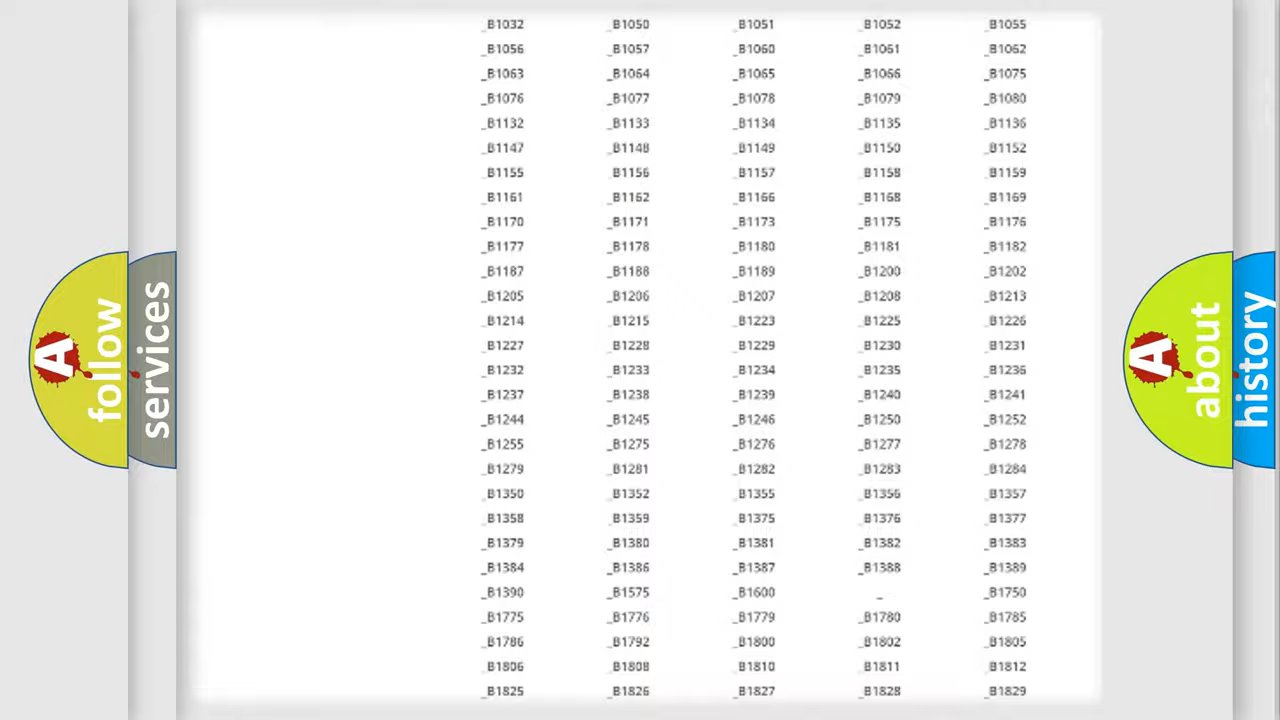 _B1032 _B1050 _B1051 _B1052 _B1055
_B1056 _B1057 _B1060 _B1061 _B1062
_B1063 _B1064 _B1065 _B1066 _B1075
_B1076 _B1077 _B1078 _B1079 _B1080
_B1132 _B1133 _B1134 _B1135 _B1136
_B1147 _B1148 _B1149 _B1150 _B1152
_B1155 _B1156 _B1157 _B1158 _B1159
_B1161 _B1162 _B1166 _B1168 _B1169
_B1170 _B1171 _B1173 _B1175 _B1176
_B1177 _B1178 _B1180 _B1181 _B1182
_B1187 _B1188 _B1189 _B1200 _B1202
_B1205 _B1206 _B1207 _B1208 _B1213
_B1214 _B1215 _B1223 _B1225 _B1226
_B1227 _B1228 _B1229 _B1230 _B1231
_B1232 _B1233 _B1234 _B1235 _B1236
_B1237 _B1238 _B1239 _B1240 _B1241
_B1244 _B1245 _B1246 _B1250 _B1252
_B1255 _B1275 _B1276 _B1277 _B1278
_B1279 _B1281 _B1282 _B1283 _B1284
_B1350 _B1352 _B1355 _B1356 _B1357
_B1358 _B1359 _B1375 _B1376 _B1377
_B1379 _B1380 _B1381 _B1382 _B1383
_B1384 _B1386 _B1387 _B1388 _B1389
_B1390 _B1575 _B1600 _ _B1750
_B1775 _B1776 _B1779 _B1780 _B1785
_B1786 _B1792 _B1800 _B1802 _B1805
_B1806 _B1808 _B1810 _B1811 _B1812
_B1825 _B1826 _B1827 _B1828 _B1829
A
follow
services
A
about
history